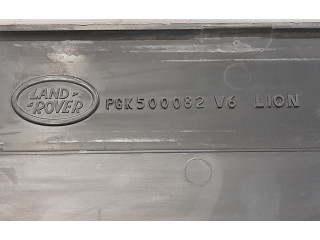 LAND-
-ROVER
PGK500082 V6 LION